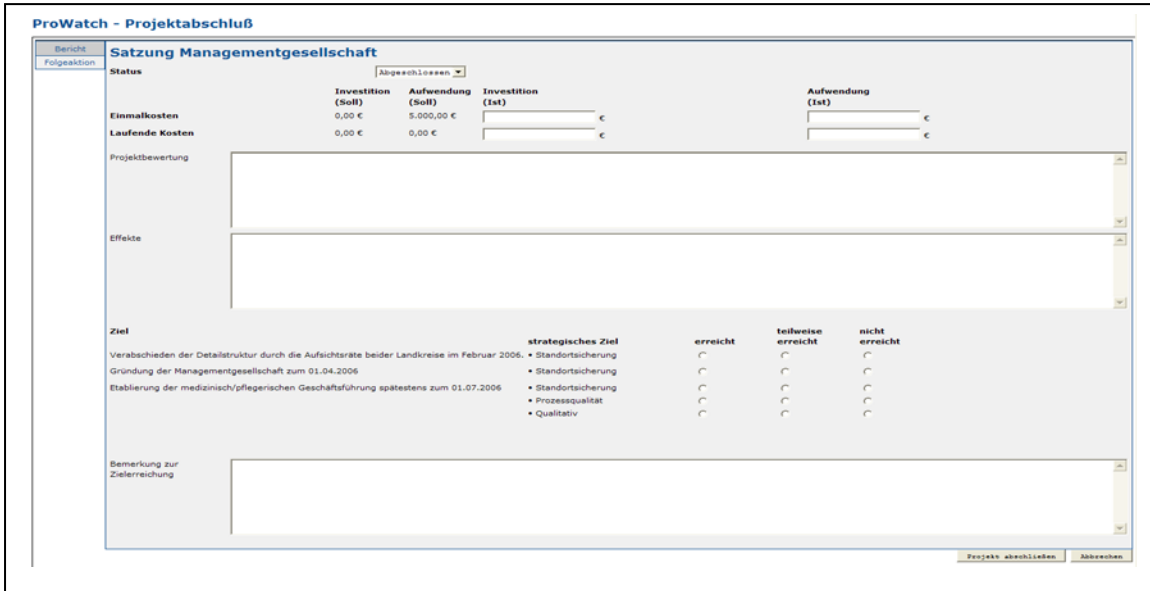 ProWatch - Projektabschluß
Bericht
Folgeaktion
Satzung Managementgesellschaft
Status Abgeschlossen
Investition Aufwendung Investition Aufwendung
(Soll) (Soll) (Ist) (Ist)
Einmalkosten 0,00 € 5.000,00 € € €
Laufende Kosten 0,00 € 0,00 € € €
Projektbewertung
Effekte
Ziel teilweise nicht
strategisches Ziel erreicht erreicht erreicht
Verabschieden der Detailstruktur durch die Aufsichtsräte beider Landkreise im Februar 2006. • Standortsicherung
Gründung der Managementgesellschaft zum 01.04.2006 • Standortsicherung
Etablierung der medizinisch/pflegerischen Geschäftsführung spätestens zum 01.07.2006 • Standortsicherung
• Prozessqualität
• Qualitativ
Bemerkung zur
Zielerreichung
Projekt abschließen Abbrechen